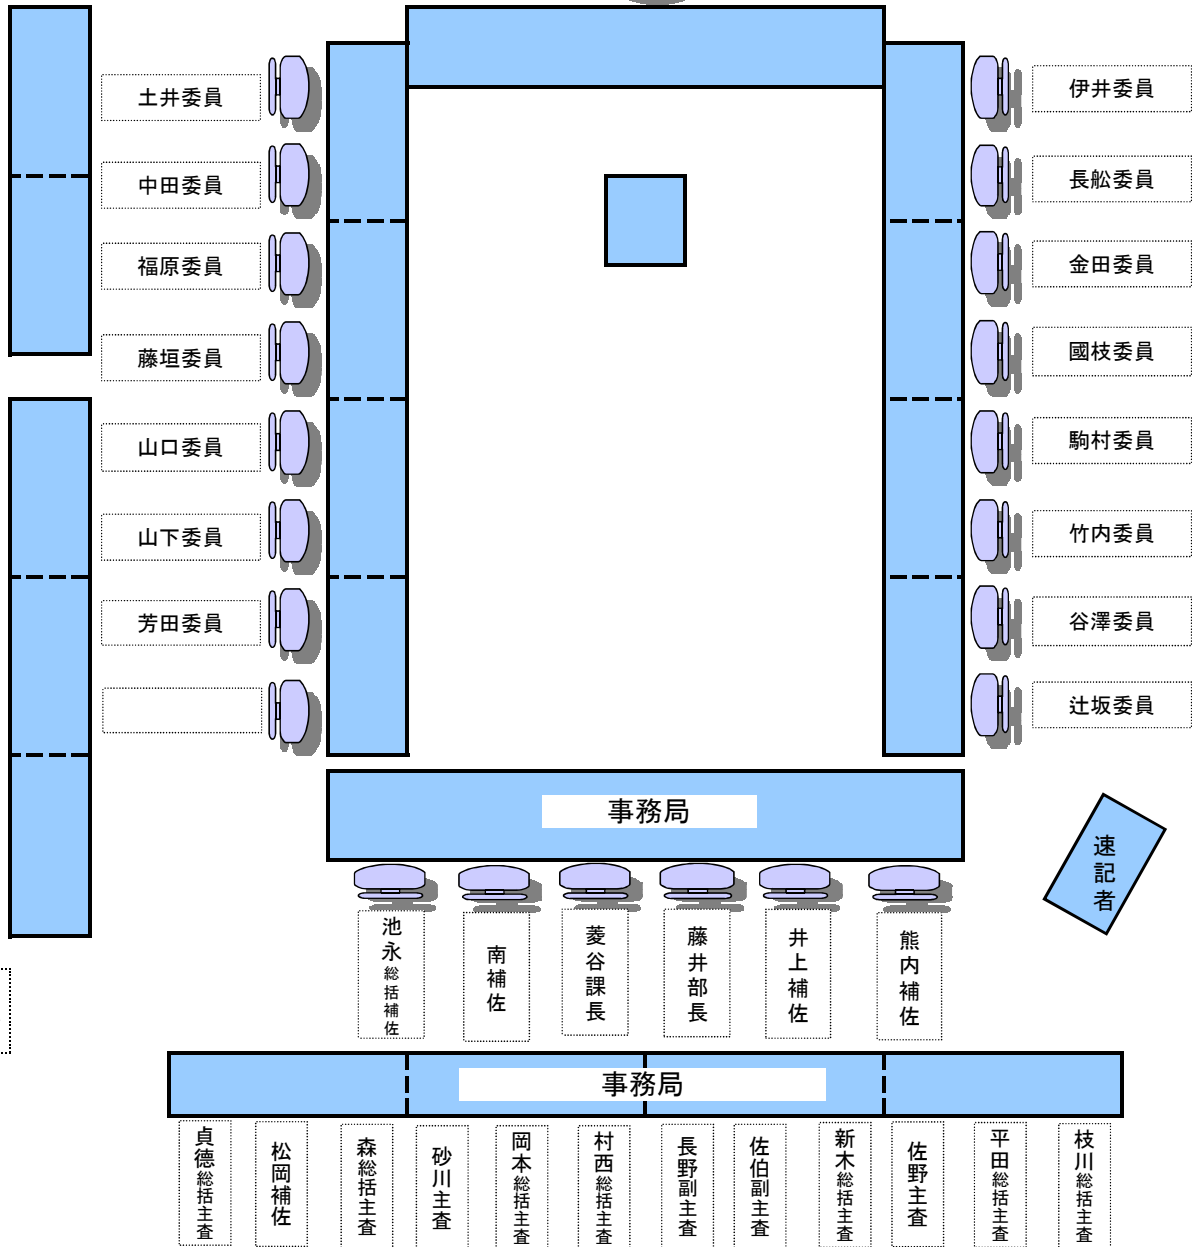 土井委員
中田委員
福原委員
藤垣委員
山口委員
山下委員
芳田委員
伊井委員
長舩委員
金田委員
國枝委員
駒村委員
竹内委員
谷澤委員
辻坂委員
事務局
速記者
池永総括補佐
南補佐
菱谷課長
藤井部長
井上補佐
熊内補佐
事務局
貞徳総括主査
松岡補佐
森総括主査
砂川主査
岡本総括主査
村西総括主査
長野副主査
佐伯副主査
新木総括主査
佐野主査
平田総括主査
枝川総括主査